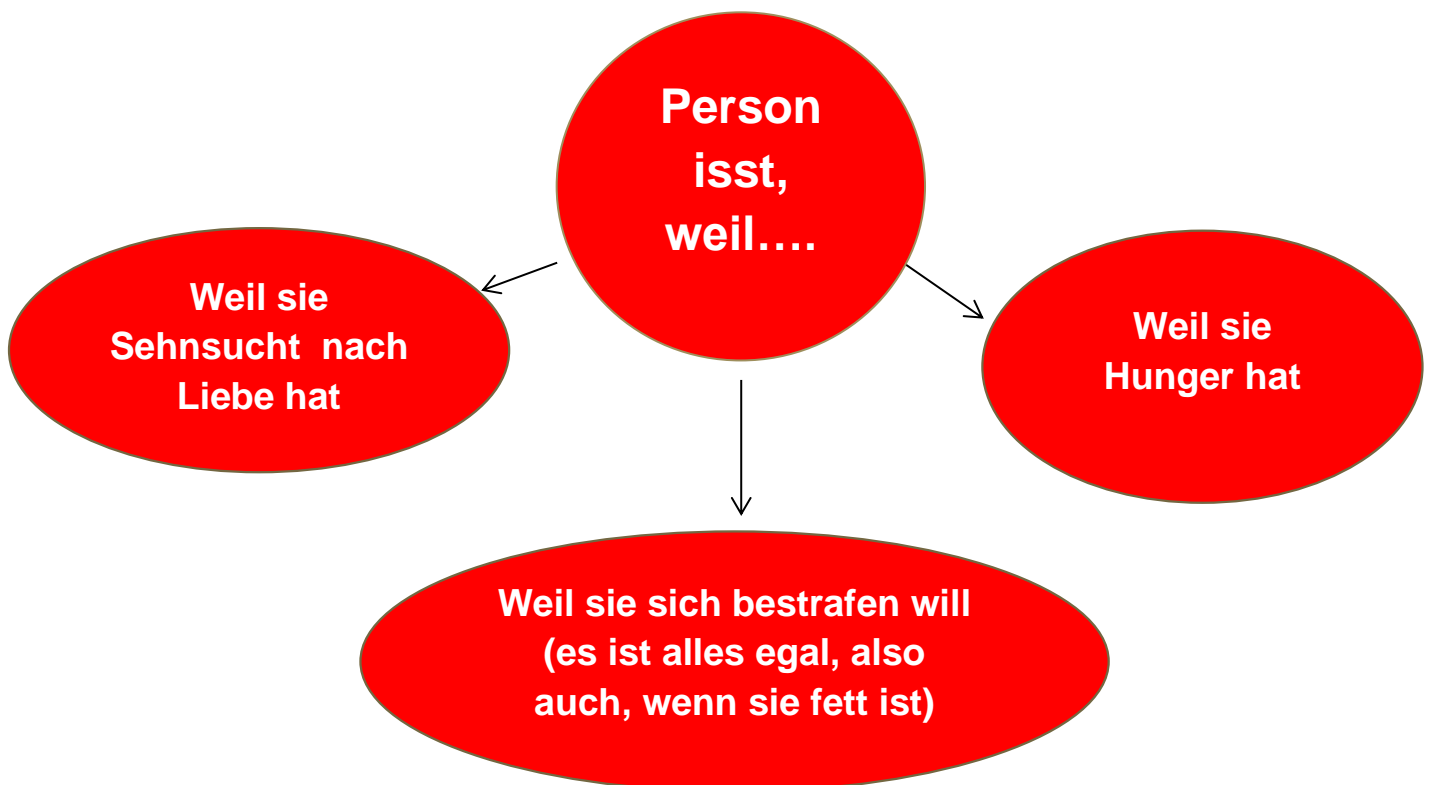 Person
isst,
weil….
Weil sie
Sehnsucht  nach
Liebe hat
Weil sie
Hunger hat
Weil sie sich bestrafen will
(es ist alles egal, also
auch, wenn sie fett ist)